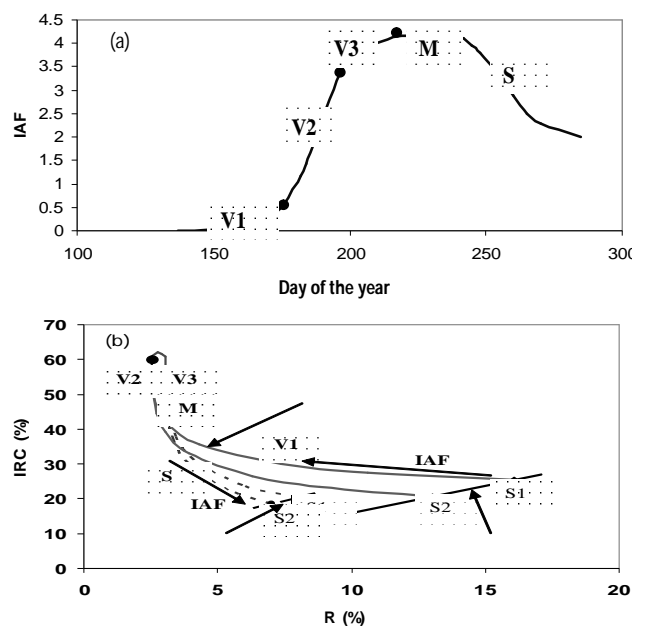 (a)
4.5
4
3.5
3
2.5
2
1.5
1
0.5
0
IAF
V1
V2
V3
M
S
100
150
200
250
300
Day of the year
(b)
70
60
50
40
30
20
10
0
IRC (%)
V2
V3
M
V1
IAF
S
IAF
S2
S2
S1
0
5
10
15
20
R (%)